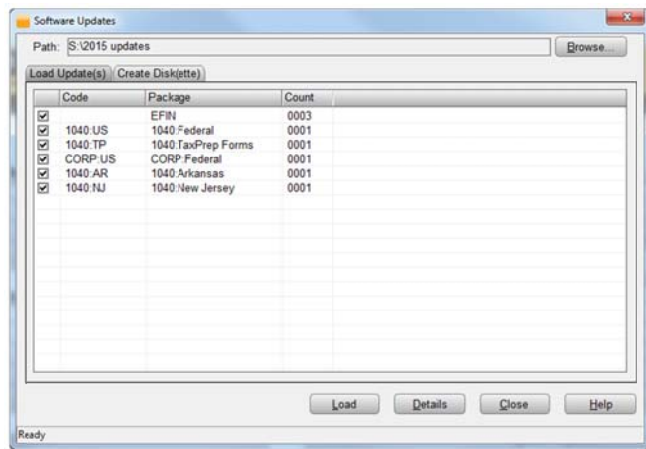 Software Updates
Path: S:\2015 updates Browse...
Load Update(s) Create Disk(ette)
Code Package Count
EFIN 0003
1040:US 1040:Federal 0001
1040:TP 1040:TaxPrep Forms 0001
CORP:US CORP:Federal 0001
1040:AR 1040:Arkansas 0001
1040:NJ 1040:New Jersey 0001
Load Details Close Help
Ready